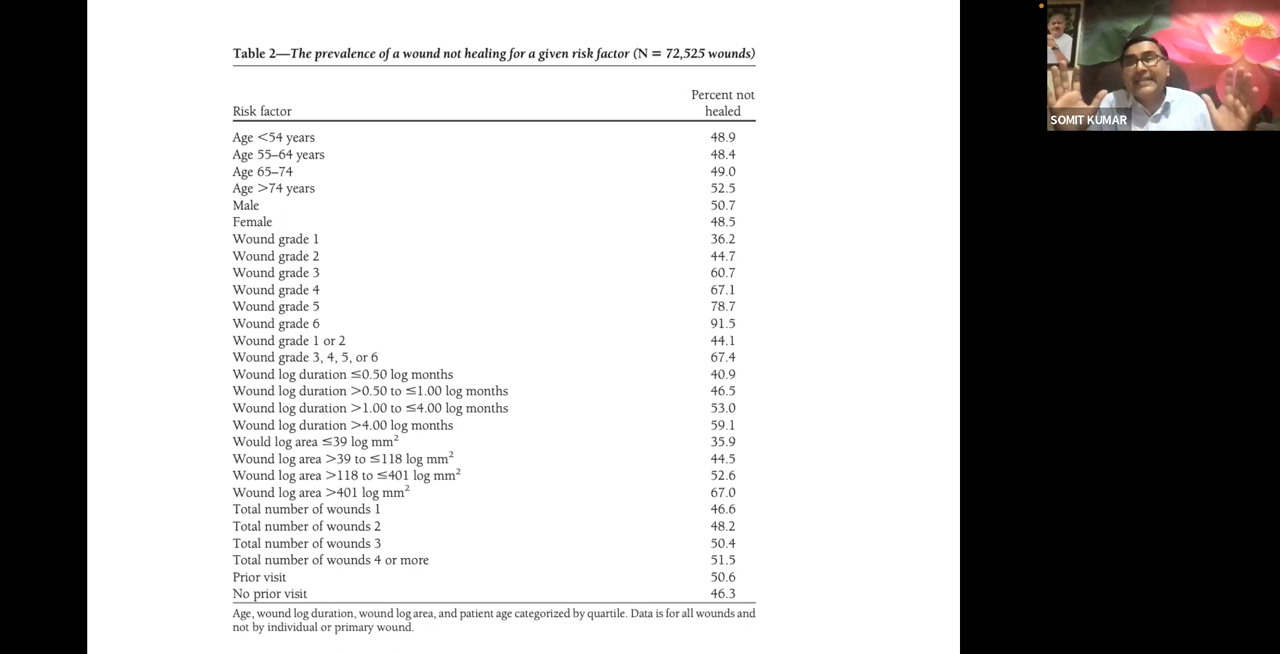 Table 2—The prevalence of a wound not healing for a given risk factor (N = 72,525 wounds)
Percent not
Risk factor healed
Age <54 years 48.9
Age 55–64 years 48.4
Age 65–74 49.0
Age >74 years 52.5
Male 50.7
Female 48.5
Wound grade 1 36.2
Wound grade 2 44.7
Wound grade 3 60.7
Wound grade 4 67.1
Wound grade 5 78.7
Wound grade 6 91.5
Wound grade 1 or 2 44.1
Wound grade 3, 4, 5, or 6 67.4
Wound log duration ≤0.50 log months 40.9
Wound log duration >0.50 to ≤1.00 log months 46.5
Wound log duration >1.00 to ≤4.00 log months 53.0
Wound log duration >4.00 log months 59.1
Would log area ≤39 log mm² 35.9
Wound log area >39 to ≤118 log mm² 44.5
Wound log area >118 to ≤401 log mm² 52.6
Wound log area >401 log mm² 67.0
Total number of wounds 1 46.6
Total number of wounds 2 48.2
Total number of wounds 3 50.4
Total number of wounds 4 or more 51.5
Prior visit 50.6
No prior visit 46.3
Age, wound log duration, wound log area, and patient age categorized by quartile. Data is for all wounds and
not by individual or primary wound.
SOMIT KUMAR